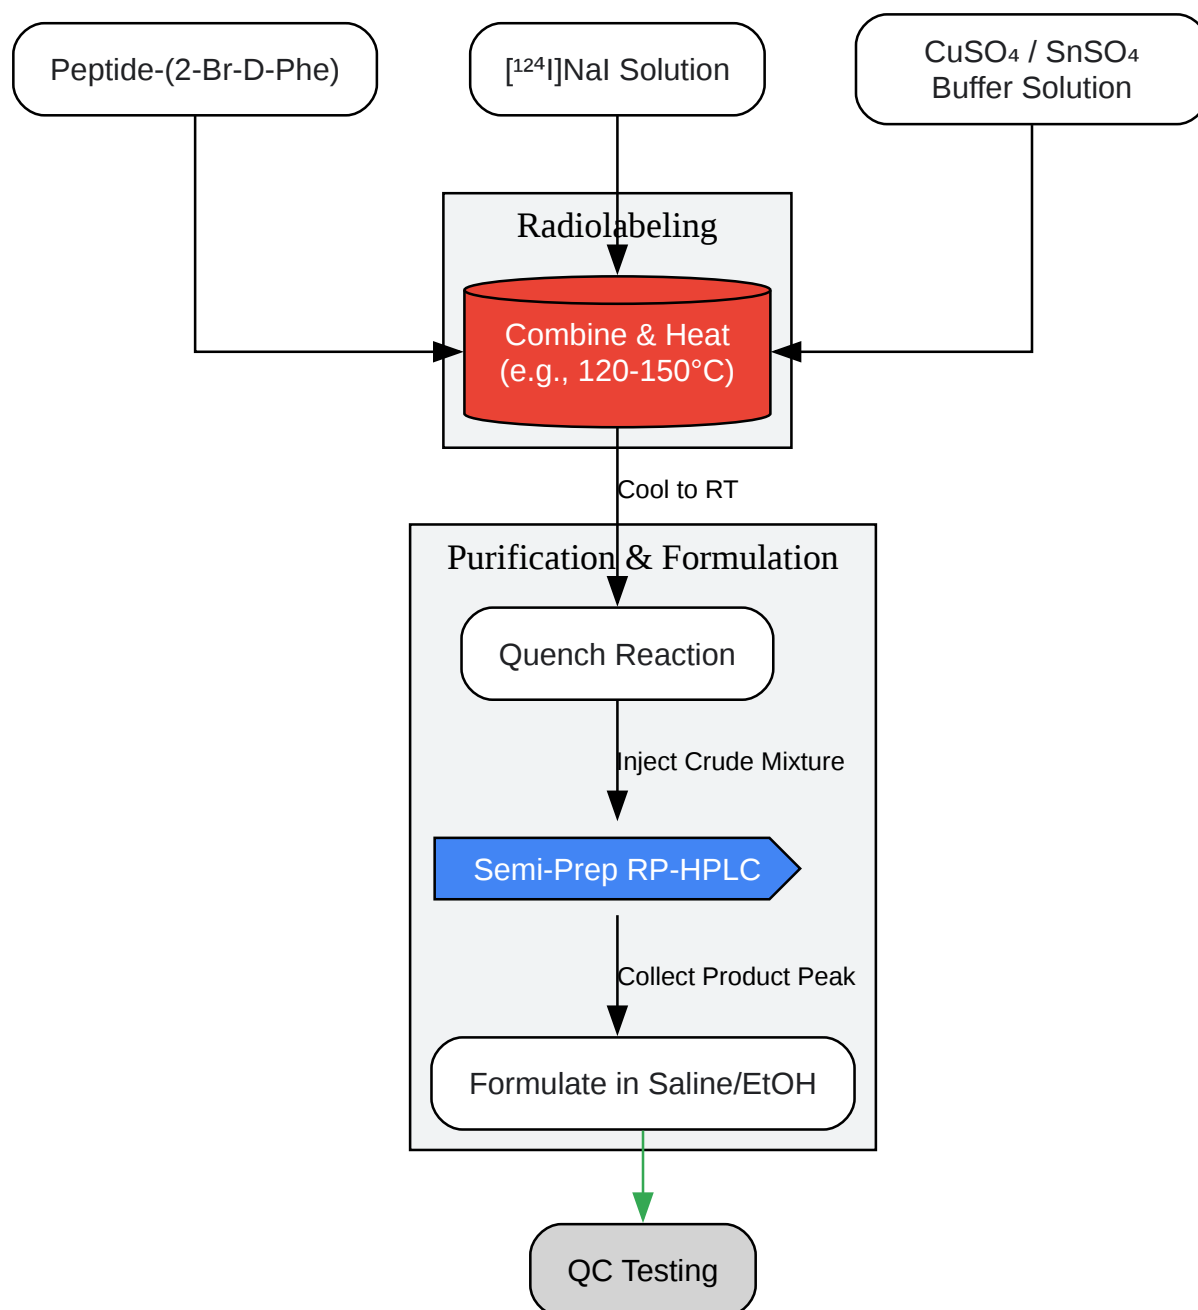 Peptide-(2-Br-D-Phe)
[¹²⁴I]NaI Solution
CuSO₄ / SnSO₄
Buffer Solution
Radiolabeling
Combine & Heat
(e.g., 120-150°C)
Cool to RT
Purification & Formulation
Quench Reaction
Inject Crude Mixture
Semi-Prep RP-HPLC
Collect Product Peak
Formulate in Saline/EtOH
QC Testing